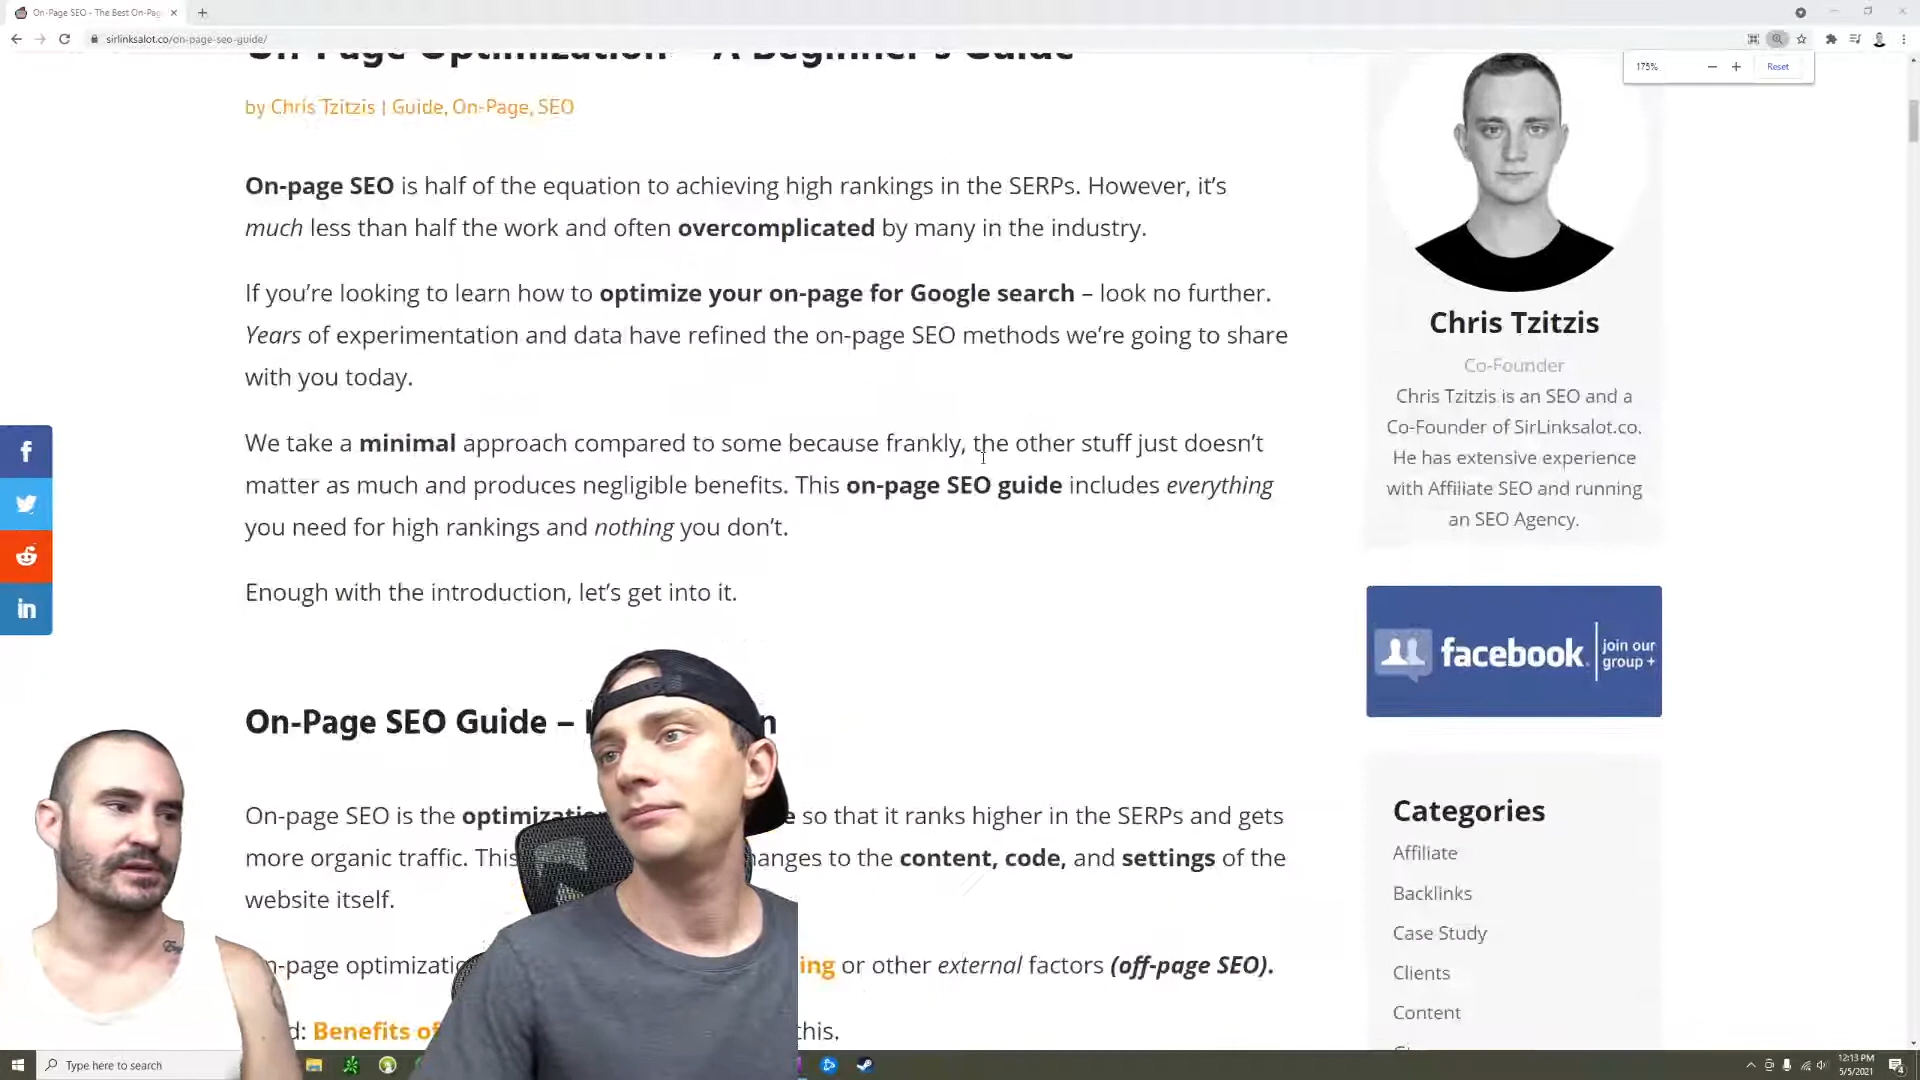 On-Page SEO - The Best On-Pag
sirlinksalot.co/on-page-seo-guide/
175%
Reset
On-Page Optimization – A Beginner's Guide
by Chris Tzitzis | Guide, On-Page, SEO
On-page SEO is half of the equation to achieving high rankings in the SERPs. However, it's
much less than half the work and often overcomplicated by many in the industry.
If you're looking to learn how to optimize your on-page for Google search – look no further.
Years of experimentation and data have refined the on-page SEO methods we're going to share
with you today.
We take a minimal approach compared to some because frankly, the other stuff just doesn't
matter as much and produces negligible benefits. This on-page SEO guide includes everything
you need for high rankings and nothing you don't.
Enough with the introduction, let's get into it.
On-Page SEO Guide –
On-page SEO is the optimization so that it ranks higher in the SERPs and gets
more organic traffic. This changes to the content, code, and settings of the
website itself.
On-page optimization or other external factors (off-page SEO).
Benefits of this.
Chris Tzitzis
Co-Founder
Chris Tzitzis is an SEO and a
Co-Founder of SirLinksalot.co.
He has extensive experience
with Affiliate SEO and running
an SEO Agency.
facebook.
join our
group +
Categories
Affiliate
Backlinks
Case Study
Clients
Content
Type here to search
12:13 PM
5/5/2021